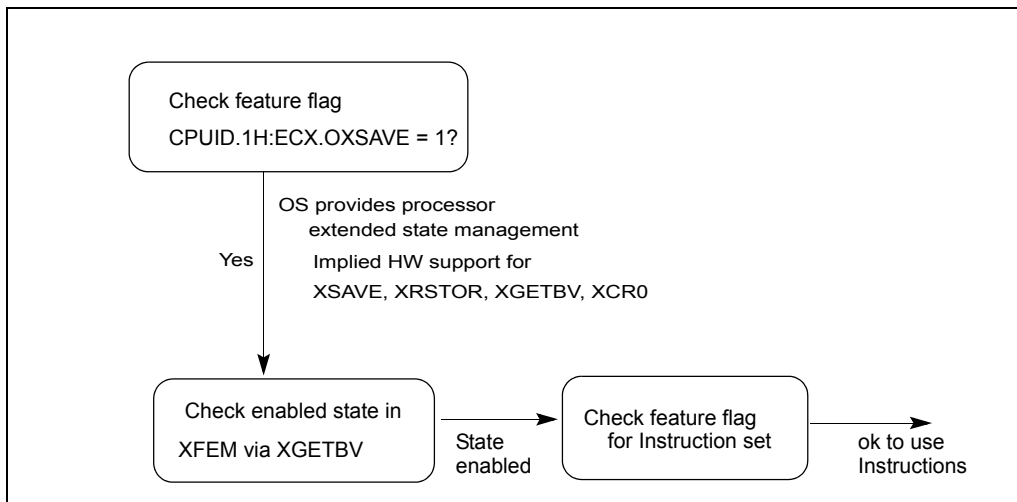 Check feature flag
CPUID.1H:ECX.OXSAVE = 1?
OS provides processor
extended state management
Yes
Implied HW support for
XSAVE, XRSTOR, XGETBV, XCR0
Check enabled state in
XFEM via XGETBV
State
enabled
Check feature flag
for Instruction set
ok to use
Instructions